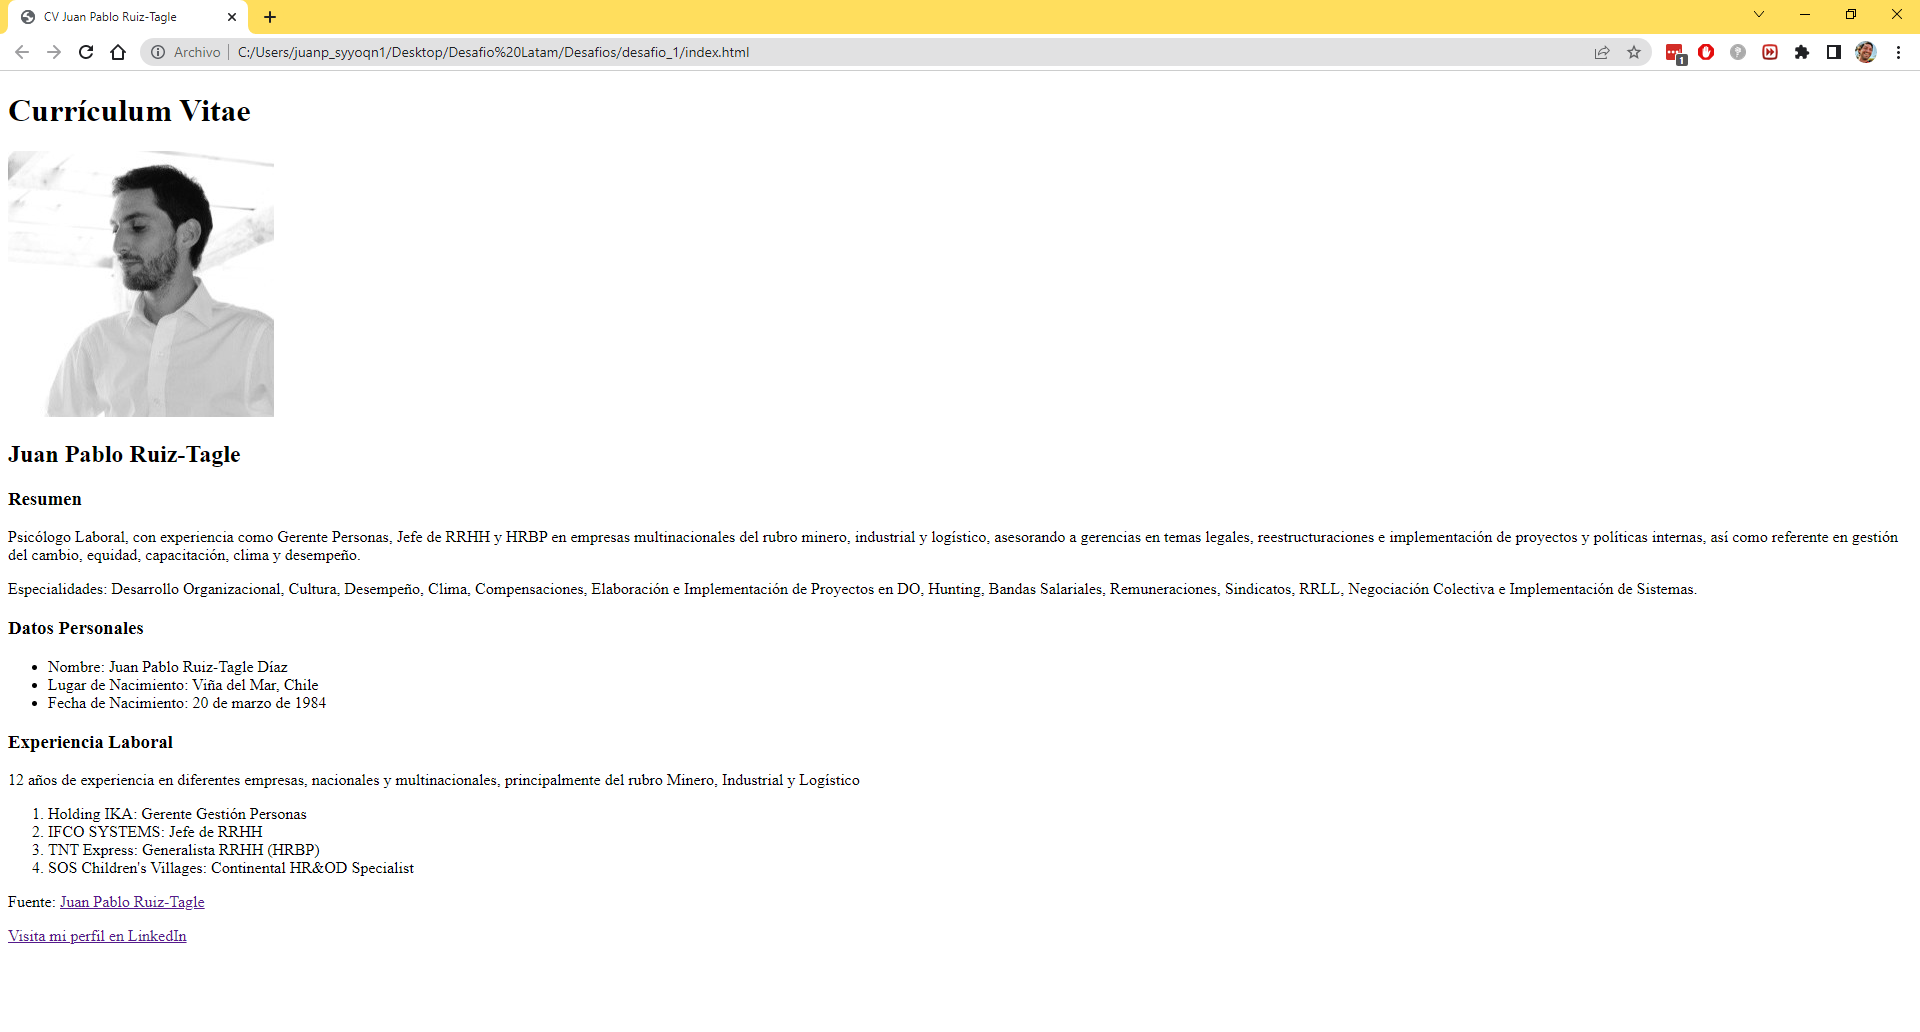 CV Juan Pablo Ruiz-Tagle
Archivo C:/Users/juanp_syyoqn1/Desktop/Desafio%20Latam/Desafios/desafio_1/index.html
1
Currículum Vitae
Juan Pablo Ruiz-Tagle
Resumen
Psicólogo Laboral, con experiencia como Gerente Personas, Jefe de RRHH y HRBP en empresas multinacionales del rubro minero, industrial y logístico, asesorando a gerencias en temas legales, reestructuraciones e implementación de proyectos y políticas internas, así como referente en gestión
del cambio, equidad, capacitación, clima y desempeño.
Especialidades: Desarrollo Organizacional, Cultura, Desempeño, Clima, Compensaciones, Elaboración e Implementación de Proyectos en DO, Hunting, Bandas Salariales, Remuneraciones, Sindicatos, RRLL, Negociación Colectiva e Implementación de Sistemas.
Datos Personales
• Nombre: Juan Pablo Ruiz-Tagle Díaz
• Lugar de Nacimiento: Viña del Mar, Chile
• Fecha de Nacimiento: 20 de marzo de 1984
Experiencia Laboral
12 años de experiencia en diferentes empresas, nacionales y multinacionales, principalmente del rubro Minero, Industrial y Logístico
1. Holding IKA: Gerente Gestión Personas
2. IFCO SYSTEMS: Jefe de RRHH
3. TNT Express: Generalista RRHH (HRBP)
4. SOS Children's Villages: Continental HR&OD Specialist
Fuente: Juan Pablo Ruiz-Tagle
Visita mi perfil en LinkedIn